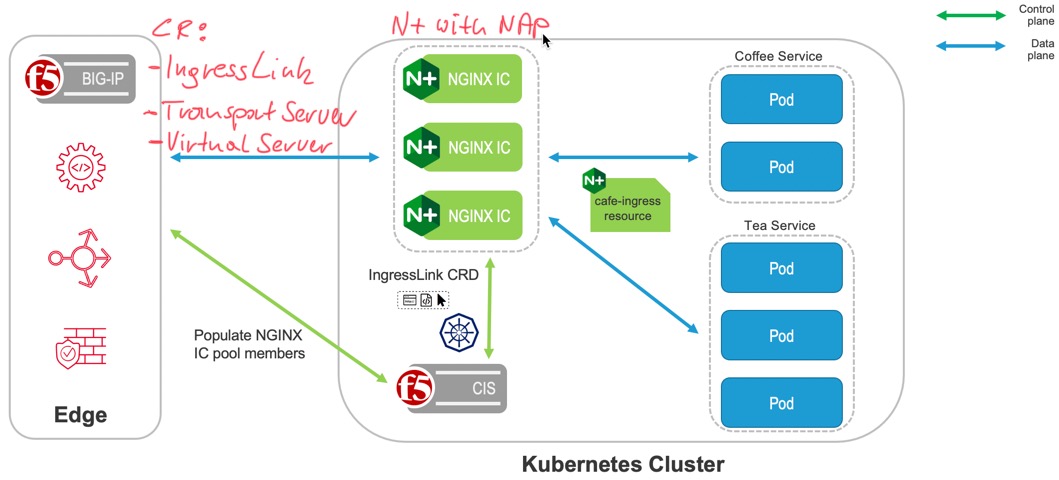 CR:
- IngressLink
- Transport Server
- Virtual Server
N+ with NAP
Control
plane
Data
plane
f5
BIG-IP
</>
Edge
N+
NGINX IC
N+
NGINX IC
N+
NGINX IC
N+
cafe-ingress
resource
Coffee Service
Pod
Pod
Tea Service
Pod
Pod
Pod
IngressLink CRD
Populate NGINX
IC pool members
f5
CIS
Kubernetes Cluster